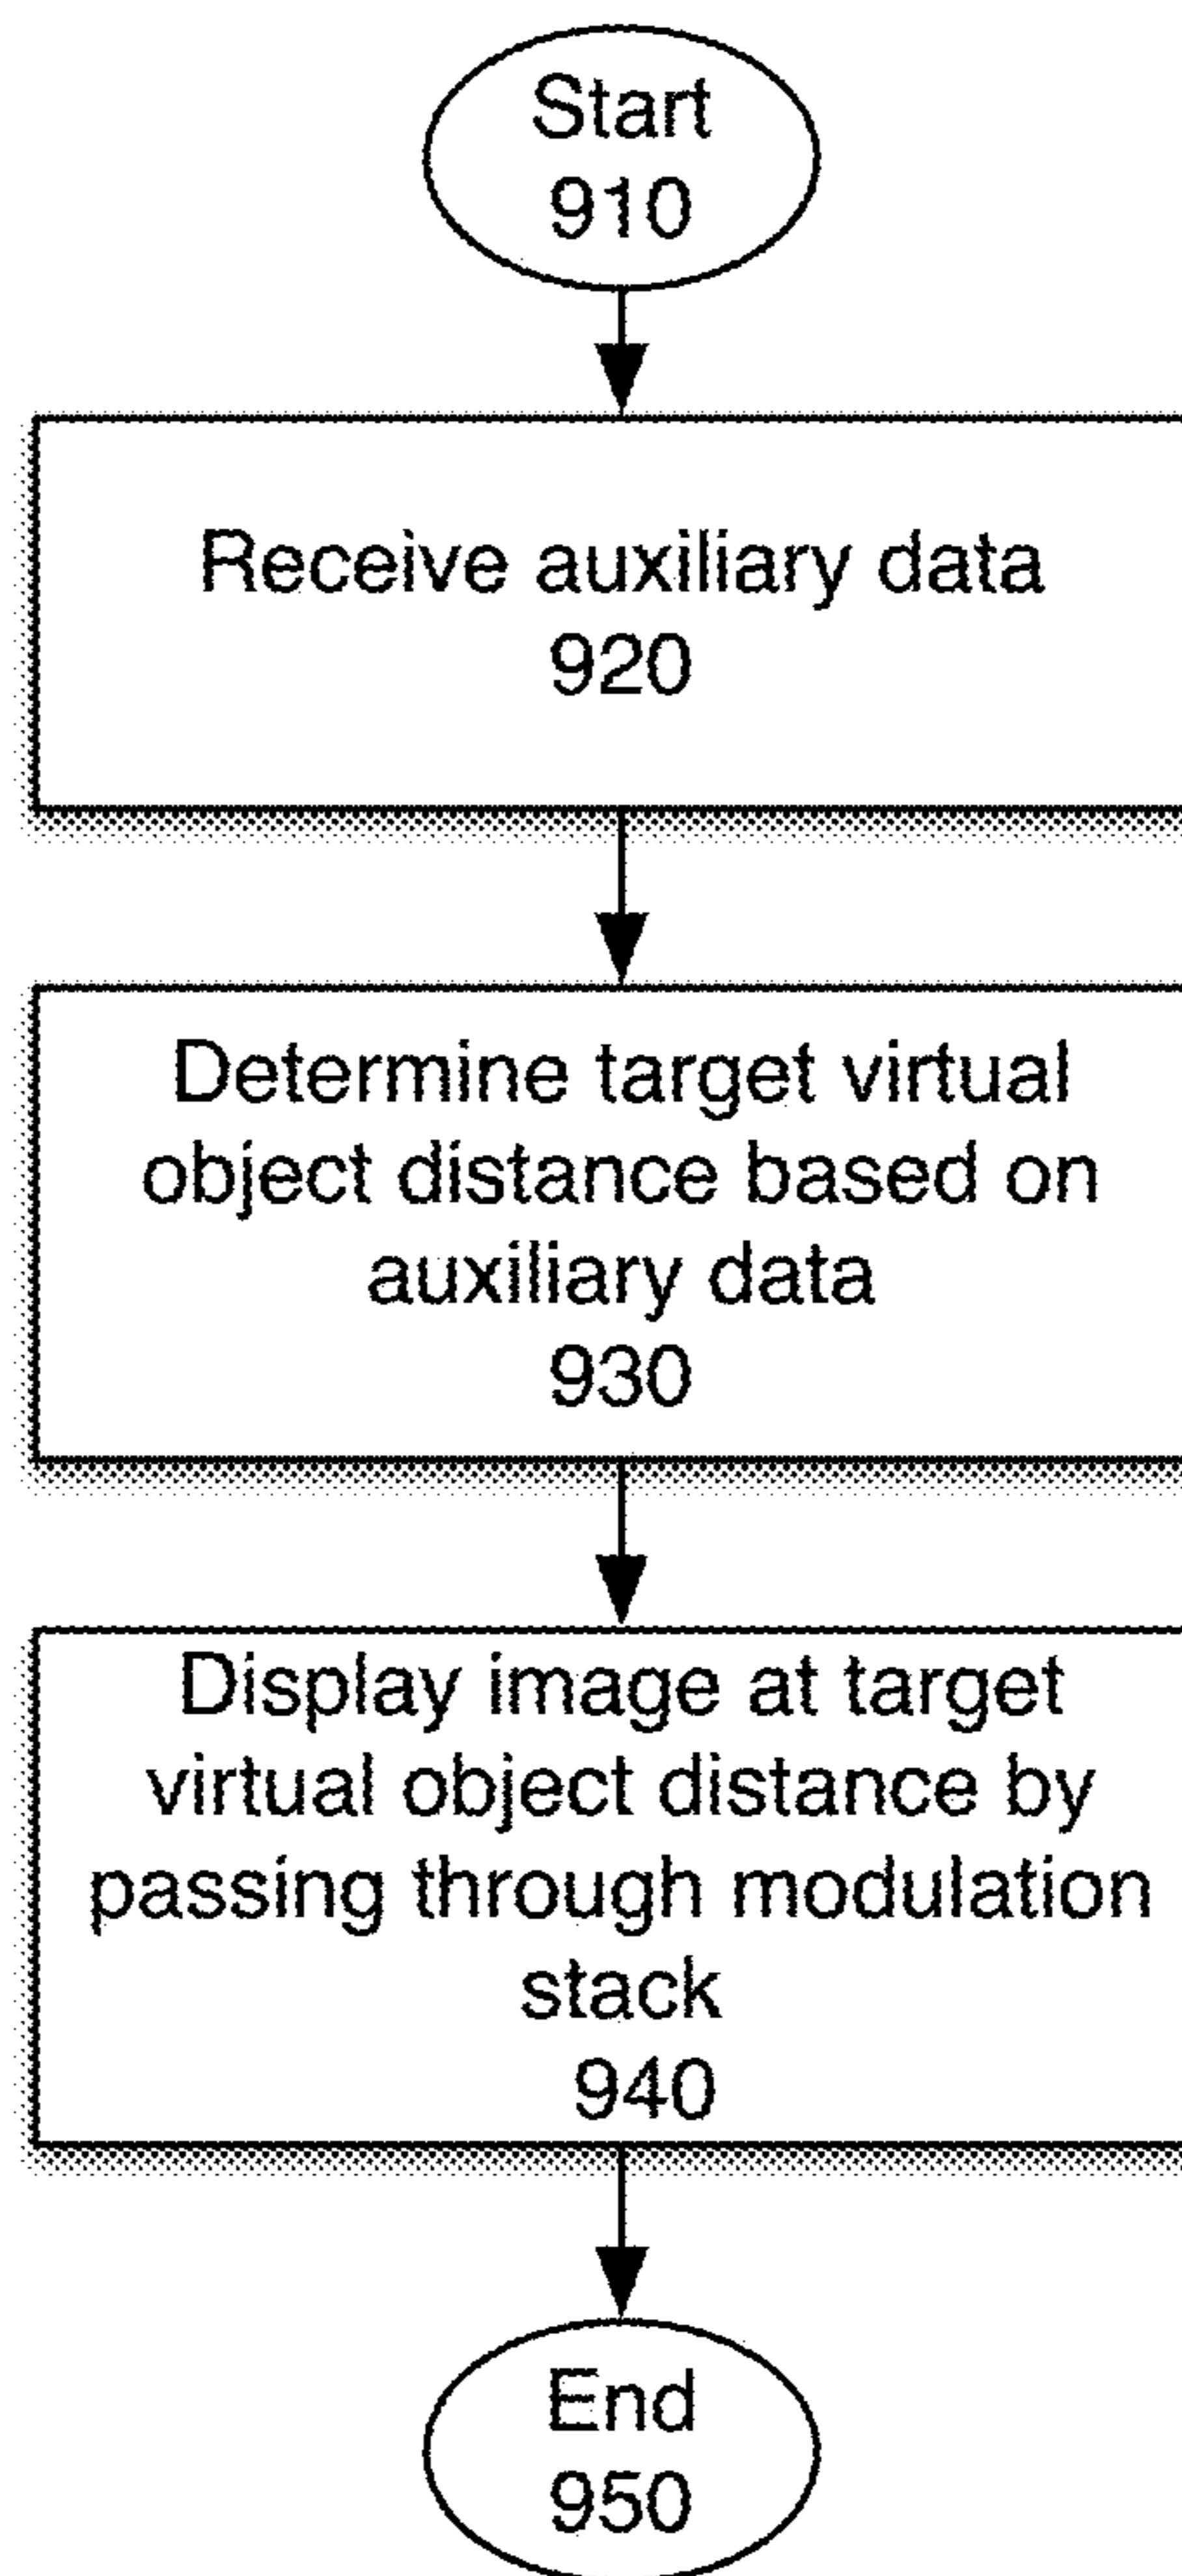 Start
910
Receive auxiliary data
920
Determine target virtual
object distance based on
auxiliary data
930
Display image at target
virtual object distance by
passing through modulation
stack
940
End
950